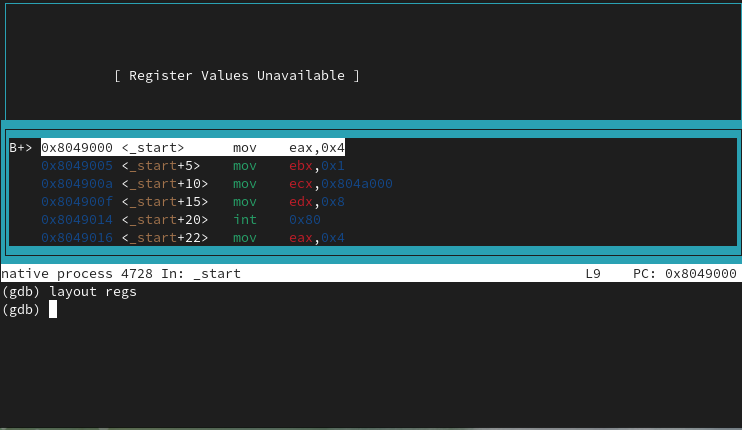 [ Register Values Unavailable ]
B+> 0x8049000 <_start> mov eax,0x4
0x8049005 <_start+5> mov ebx,0x1
0x804900a <_start+10> mov ecx,0x804a000
0x804900f <_start+15> mov edx,0x8
0x8049014 <_start+20> int 0x80
0x8049016 <_start+22> mov eax,0x4
native process 4728 In: _start L9 PC: 0x8049000
(gdb) layout regs
(gdb)